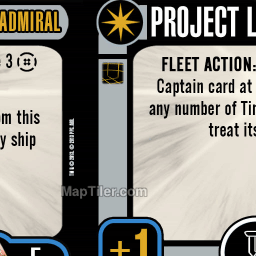 ADMIRAL
3
om this
y ship
PROJECT L
FLEET ACTION:
Captain card at
any number of Tim
treat its
MapTiler.com
+1